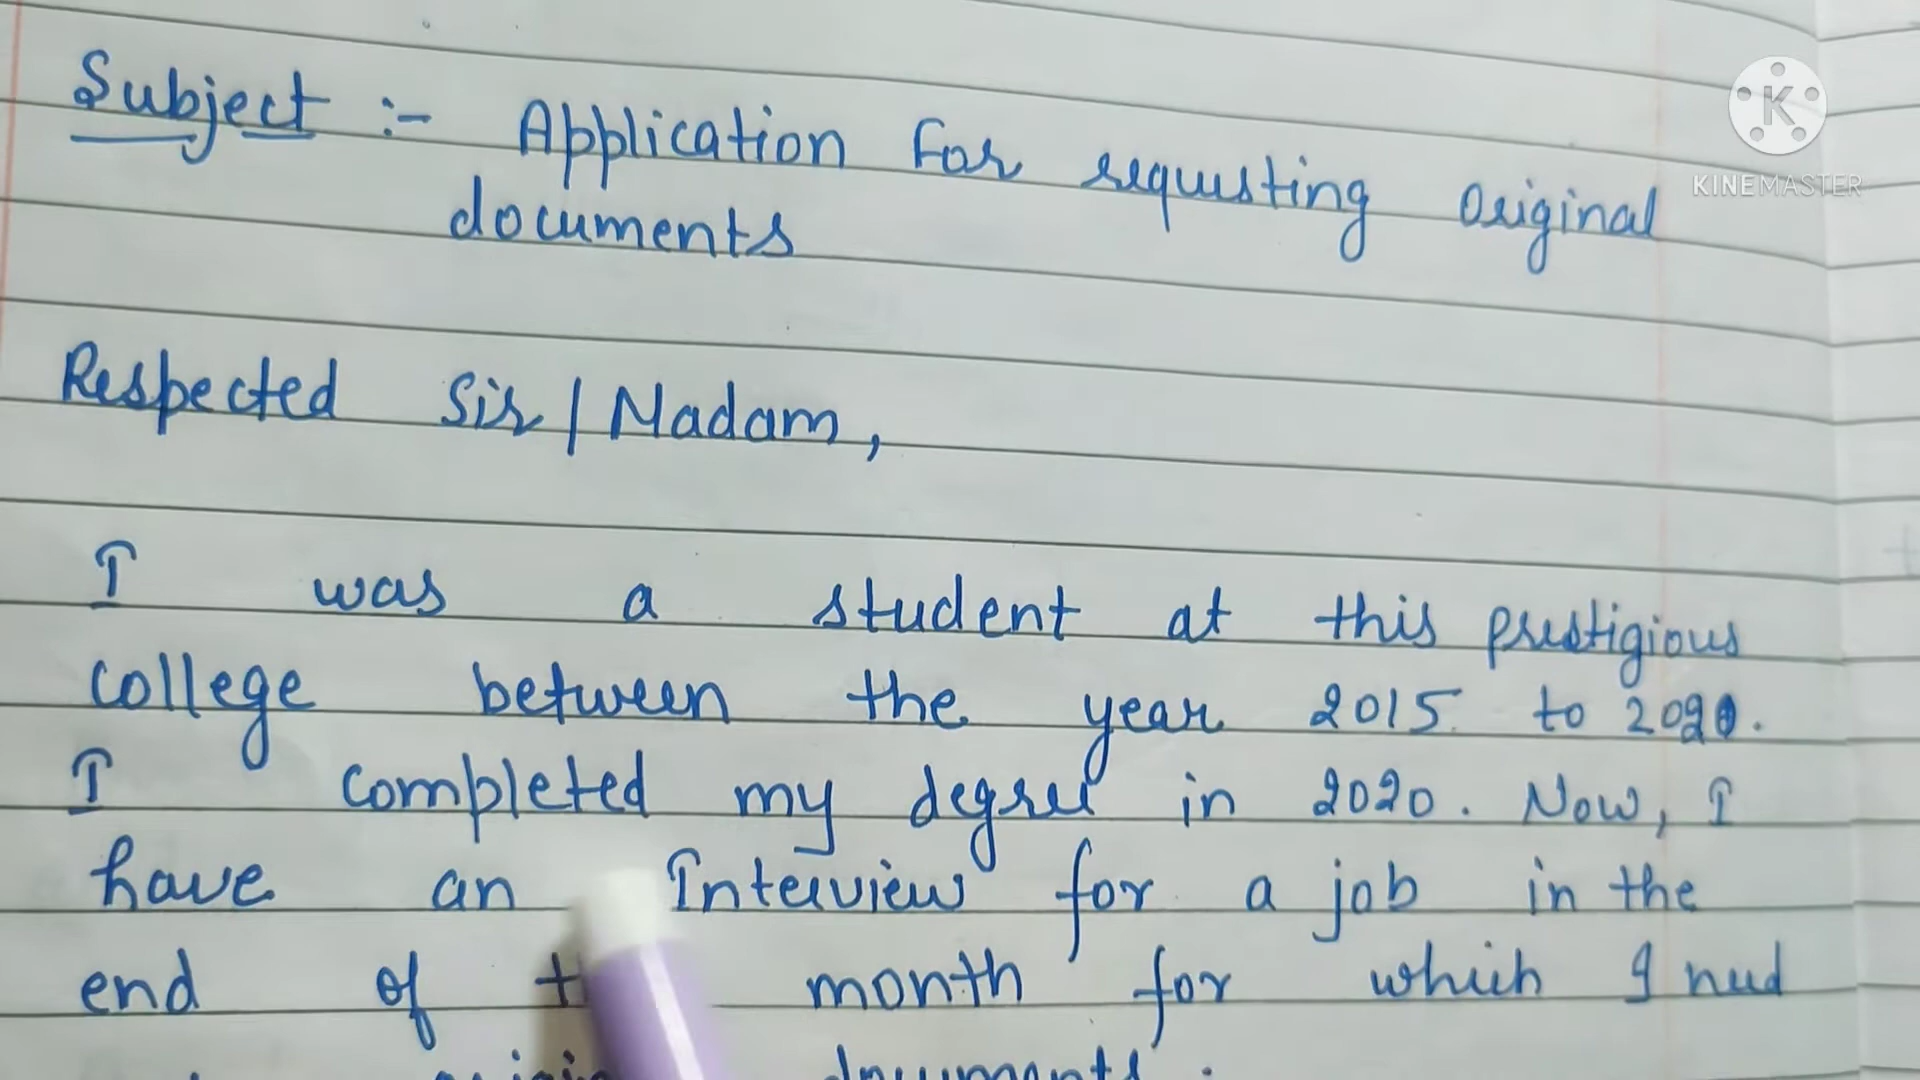 Subject :- Application For requesting original
documents
KINEMASTER
Respected Sir / Madam,
I was a student at this prestigious
college between the year 2015 to 2020.
I completed my degree in 2020. Now, I
have an Interview for a job in the
end of month for which I need
documents.